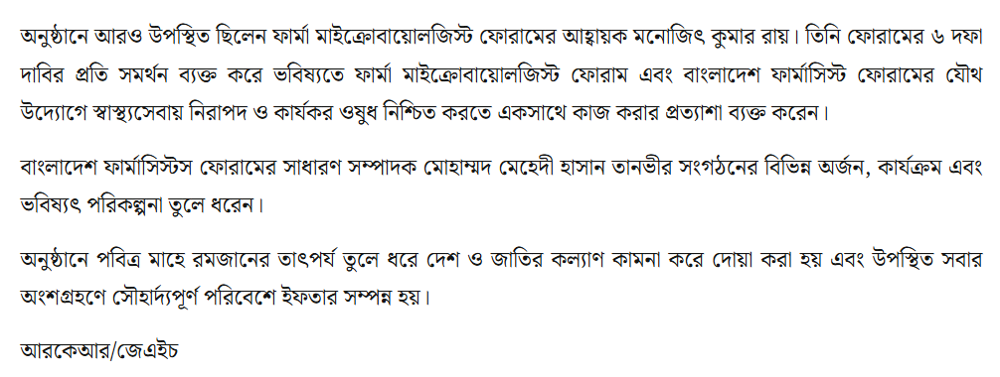 অনুষ্ঠানে আরও উপস্থিত ছিলেন ফার্মা মাইক্রোবায়োলজিস্ট ফোরামের আহ্বায়ক মনোজিৎ কুমার রায়। তিনি ফোরামের ৬ দফা
দাবির প্রতি সমর্থন ব্যক্ত করে ভবিষ্যতে ফার্মা মাইক্রোবায়োলজিস্ট ফোরাম এবং বাংলাদেশ ফার্মাসিস্ট ফোরামের যৌথ
উদ্যোগে স্বাস্থ্যসেবায় নিরাপদ ও কার্যকর ওষুধ নিশ্চিত করতে একসাথে কাজ করার প্রত্যাশা ব্যক্ত করেন।
বাংলাদেশ ফার্মাসিস্টস ফোরামের সাধারণ সম্পাদক মোহাম্মদ মেহেদী হাসান তানভীর সংগঠনের বিভিন্ন অর্জন, কার্যক্রম এবং
ভবিষ্যৎ পরিকল্পনা তুলে ধরেন।
অনুষ্ঠানে পবিত্র মাহে রমজানের তাৎপর্য তুলে ধরে দেশ ও জাতির কল্যাণ কামনা করে দোয়া করা হয় এবং উপস্থিত সবার
অংশগ্রহণে সৌহার্দ্যপূর্ণ পরিবেশে ইফতার সম্পন্ন হয়।
আরকেআর/জেএইচ